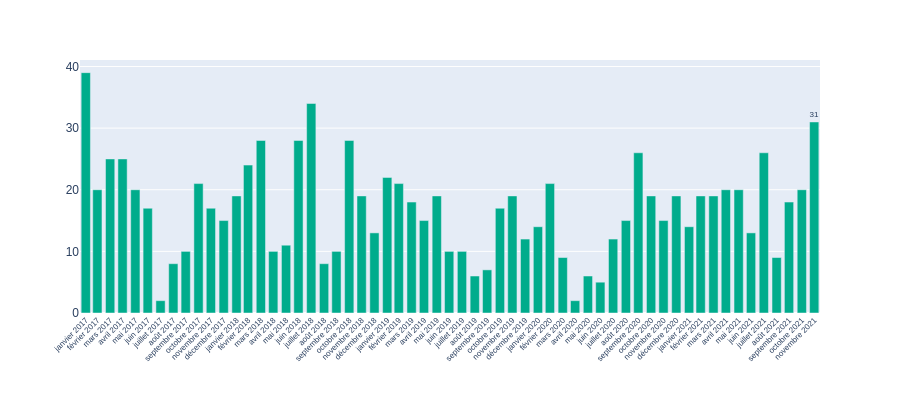 40
30
20
10
0
31
janvier 2017
février 2017
mars 2017
avril 2017
mai 2017
juin 2017
juillet 2017
août 2017
septembre 2017
octobre 2017
novembre 2017
décembre 2017
janvier 2018
février 2018
mars 2018
avril 2018
mai 2018
juin 2018
juillet 2018
août 2018
septembre 2018
octobre 2018
novembre 2018
décembre 2018
janvier 2019
février 2019
mars 2019
avril 2019
mai 2019
juin 2019
juillet 2019
août 2019
septembre 2019
octobre 2019
novembre 2019
décembre 2019
janvier 2020
février 2020
mars 2020
avril 2020
mai 2020
juin 2020
juillet 2020
août 2020
septembre 2020
octobre 2020
novembre 2020
décembre 2020
janvier 2021
février 2021
mars 2021
avril 2021
mai 2021
juin 2021
juillet 2021
août 2021
septembre 2021
octobre 2021
novembre 2021